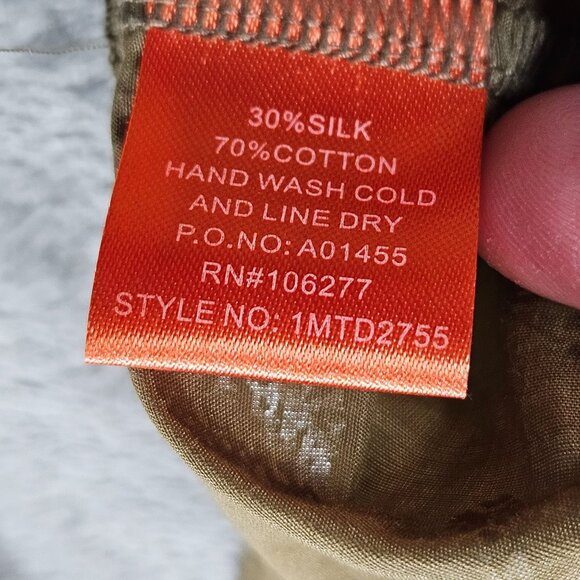 30%SILK
70%COTTON
HAND WASH COLD
AND LINE DRY
P.O.NO: A01455
RN#106277
STYLE NO: 1MTD2755